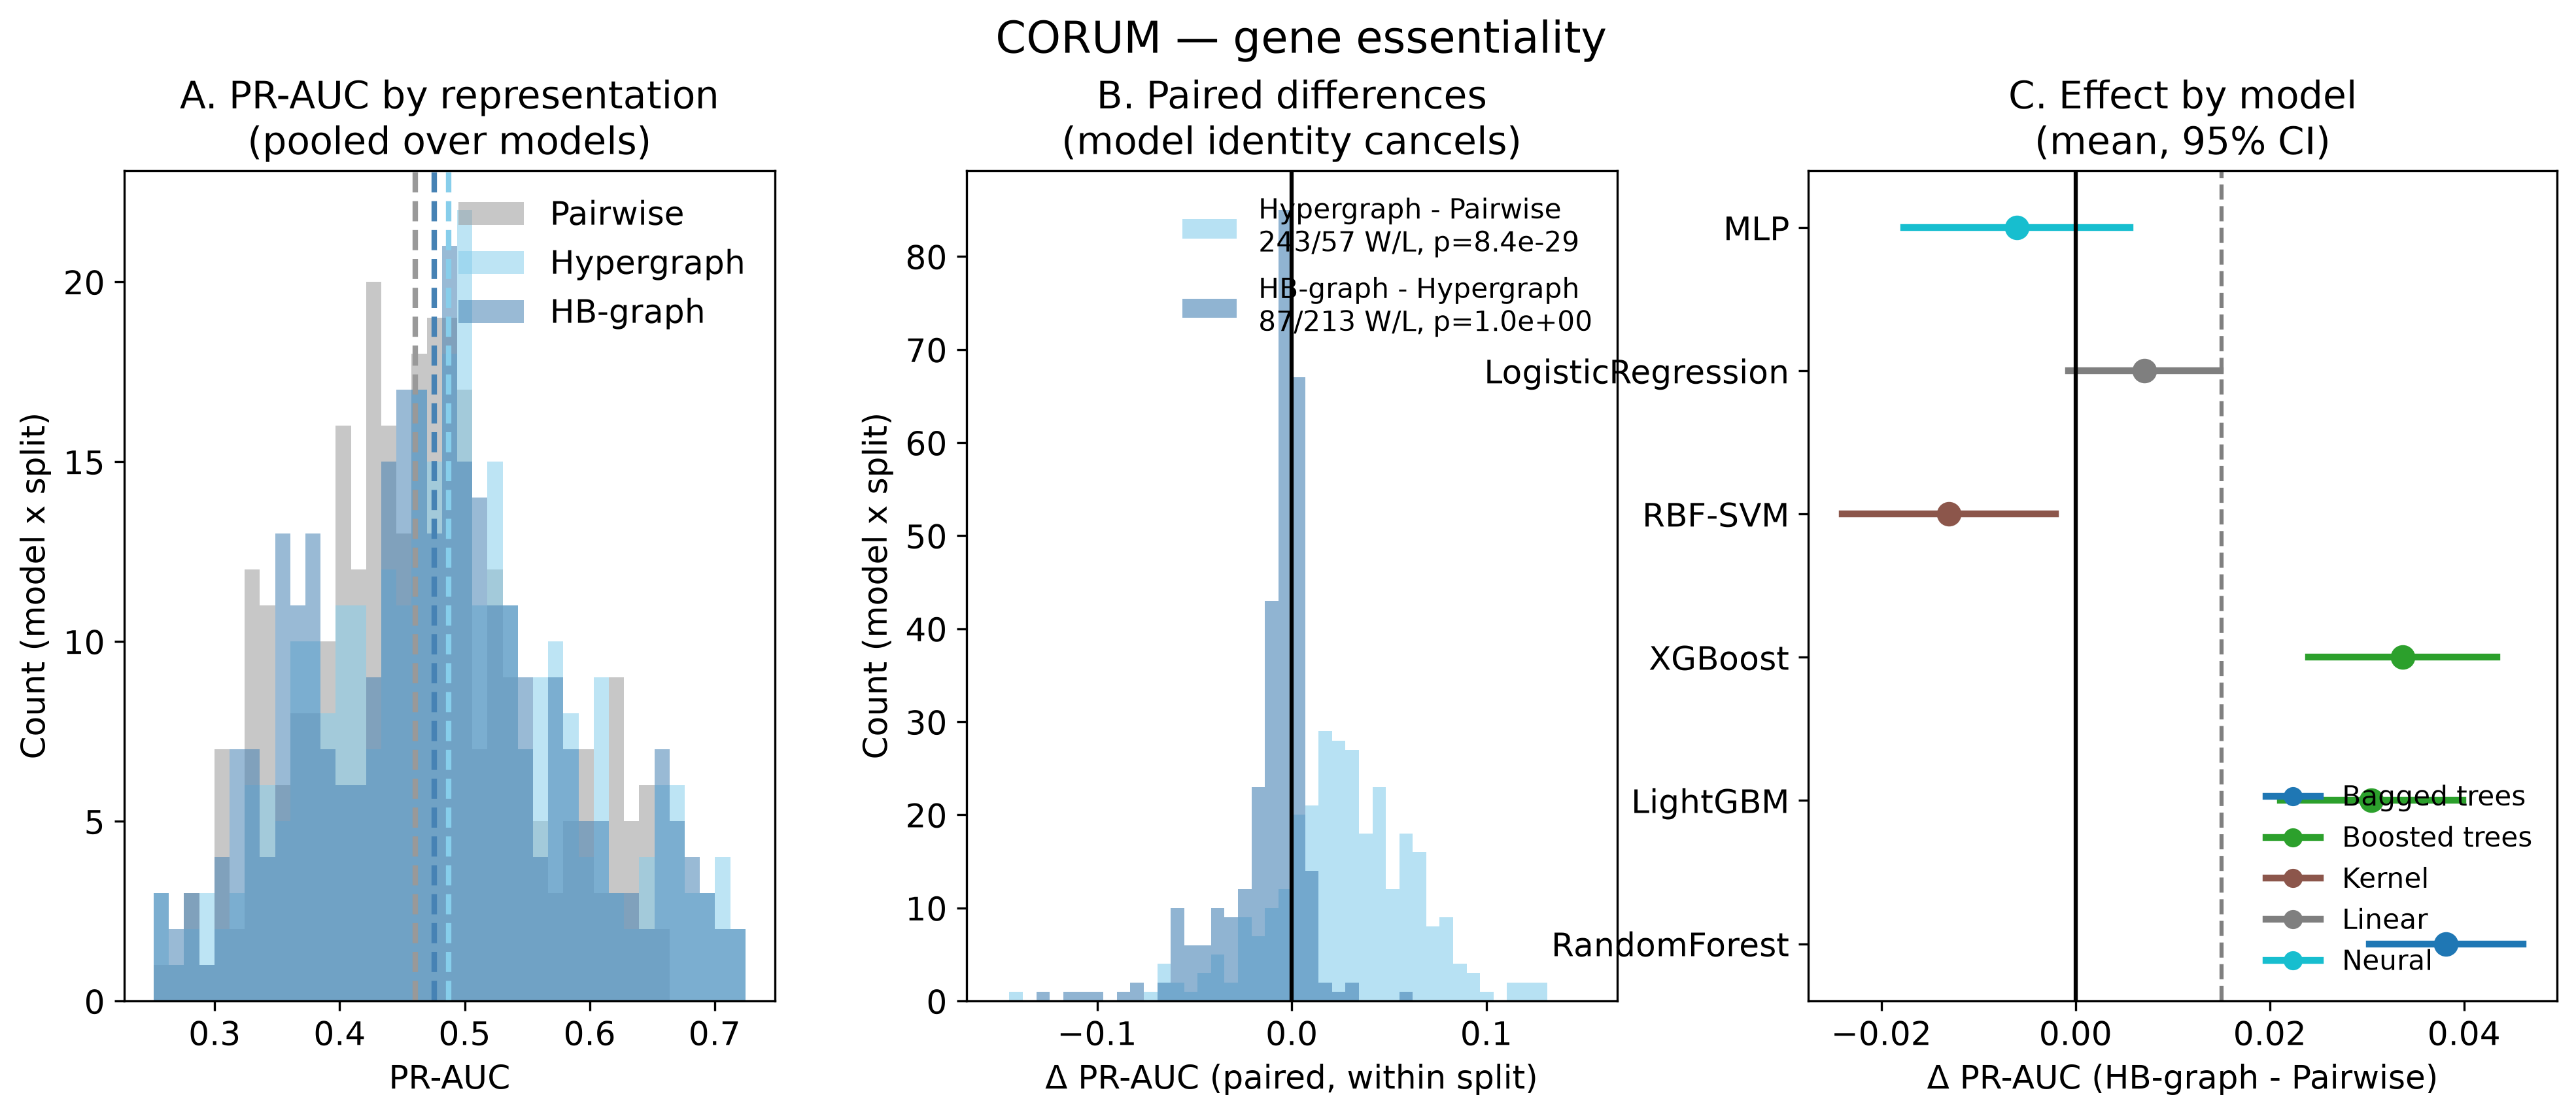 CORUM — gene essentiality
A. PR-AUC by representation
(pooled over models)
Count (model x split)
20
15
10
5
0
0.3
0.4
0.5
0.6
0.7
PR-AUC
Pairwise
Hypergraph
HB-graph
B. Paired differences
(model identity cancels)
Count (model x split)
80
70
60
50
40
30
20
10
0
−0.1
0.0
0.1
Δ PR-AUC (paired, within split)
Hypergraph - Pairwise
243/57 W/L, p=8.4e-29
HB-graph - Hypergraph
87/213 W/L, p=1.0e+00
C. Effect by model
(mean, 95% CI)
MLP
LogisticRegression
RBF-SVM
XGBoost
LightGBM
RandomForest
−0.02
0.00
0.02
0.04
Δ PR-AUC (HB-graph - Pairwise)
Bagged trees
Boosted trees
Kernel
Linear
Neural